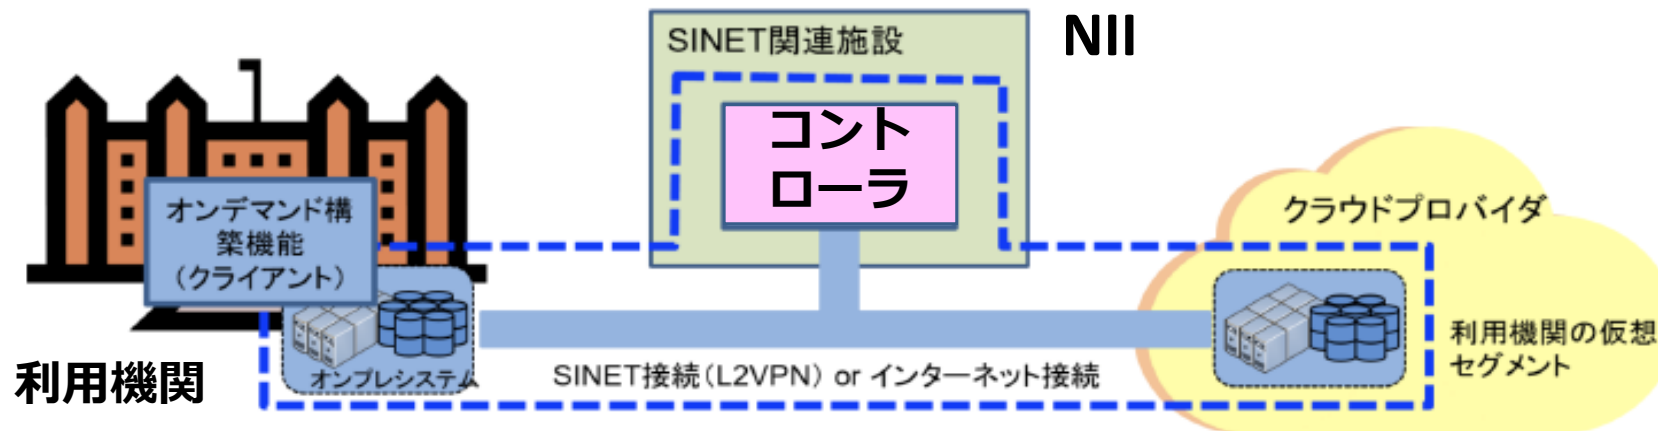 SINET関連施設
NII
コント
ローラ
オンデマンド構
築機能
（クライアント）
クラウドプロバイダ
利用機関の仮想
セグメント
利用機関
オンプレシステム
SINET接続（L2VPN） or インターネット接続